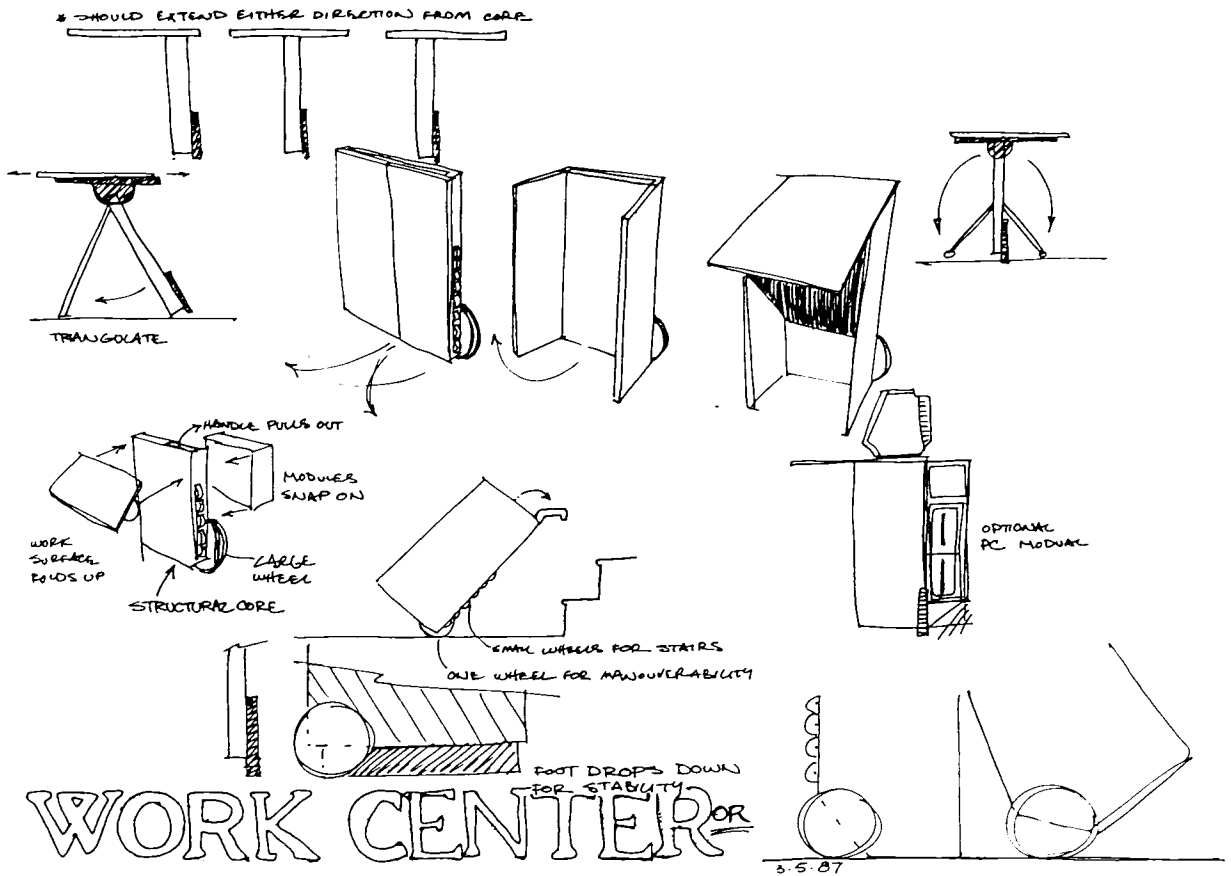 * SHOULD EXTEND EITHER DIRECTION FROM CORE
TRIANGOLATE
HANDLE PULLS OUT
MODULES
SNAP ON
WORK
SURFACE
FOLDS UP
LARGE
WHEEL
STRUCTURAL CORE
OPTIONAL
PC MODUAL
SMALL WHEELS FOR STAIRS
ONE WHEEL FOR MANOUVERABILITY
FOOT DROPS DOWN
FOR STABILITY
WORK CENTER
OR
3.5.87